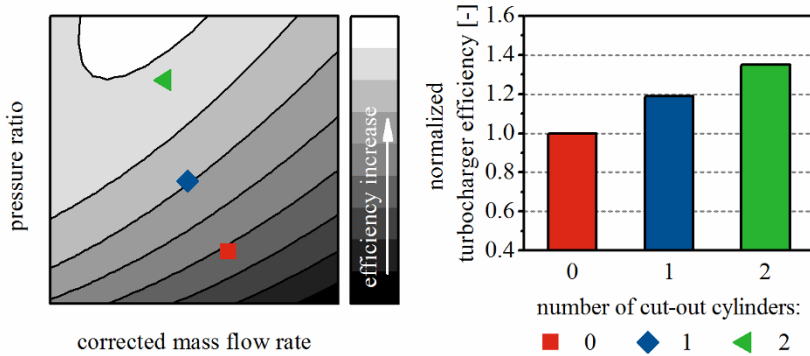 pressure ratio
corrected mass flow rate
efficiency increase
normalized
turbocharger efficiency [-]
1.6
1.4
1.2
1.0
0.8
0.6
0.4
0 1 2
number of cut-out cylinders:
0 1 2